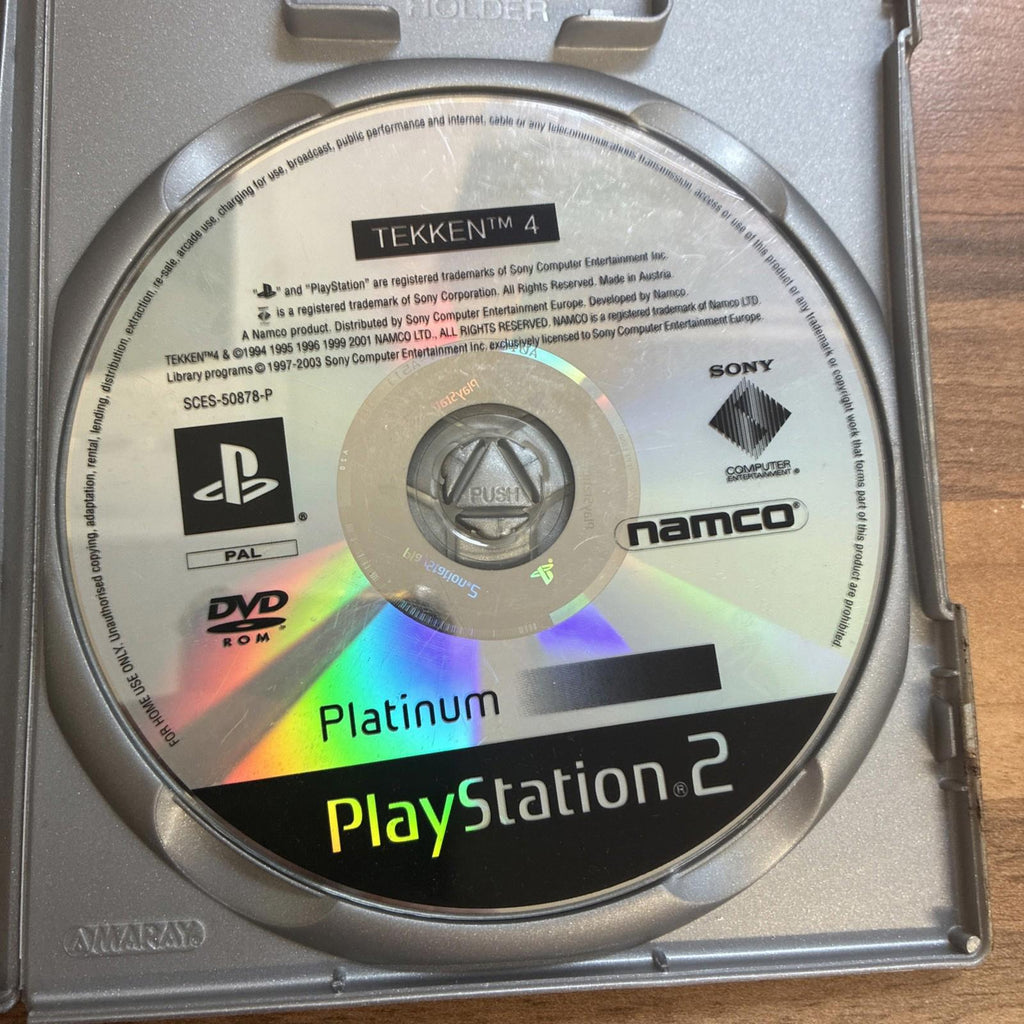 HOLDER
FOR HOME USE ONLY. Unauthorised copying, adaptation, rental, lending, distribution, extraction, re-sale, arcade use, charging for use, broadcast, public performance and internet, cable or any telecommunications transmission, access or use of this product or any trademark or copyright work that forms part of this product are prohibited.
TEKKEN™ 4
" " and "PlayStation" are registered trademarks of Sony Computer Entertainment Inc.
is a registered trademark of Sony Corporation. All Rights Reserved. Made in Austria.
A Namco product. Distributed by Sony Computer Entertainment Europe. Developed by Namco.
TEKKEN™4 & ©1994 1995 1996 1999 2001 NAMCO LTD., ALL RIGHTS RESERVED. NAMCO is a registered trademark of Namco LTD.
Library programs © 1997-2003 Sony Computer Entertainment Inc. exclusively licensed to Sony Computer Entertainment Europe.
SCES-50878-P
SONY
COMPUTER
ENTERTAINMENT®
®
PAL
PUSH
namco®
DVD™
ROM
PlayStation.2
Platinum
PlayStation®2
AMARAY®